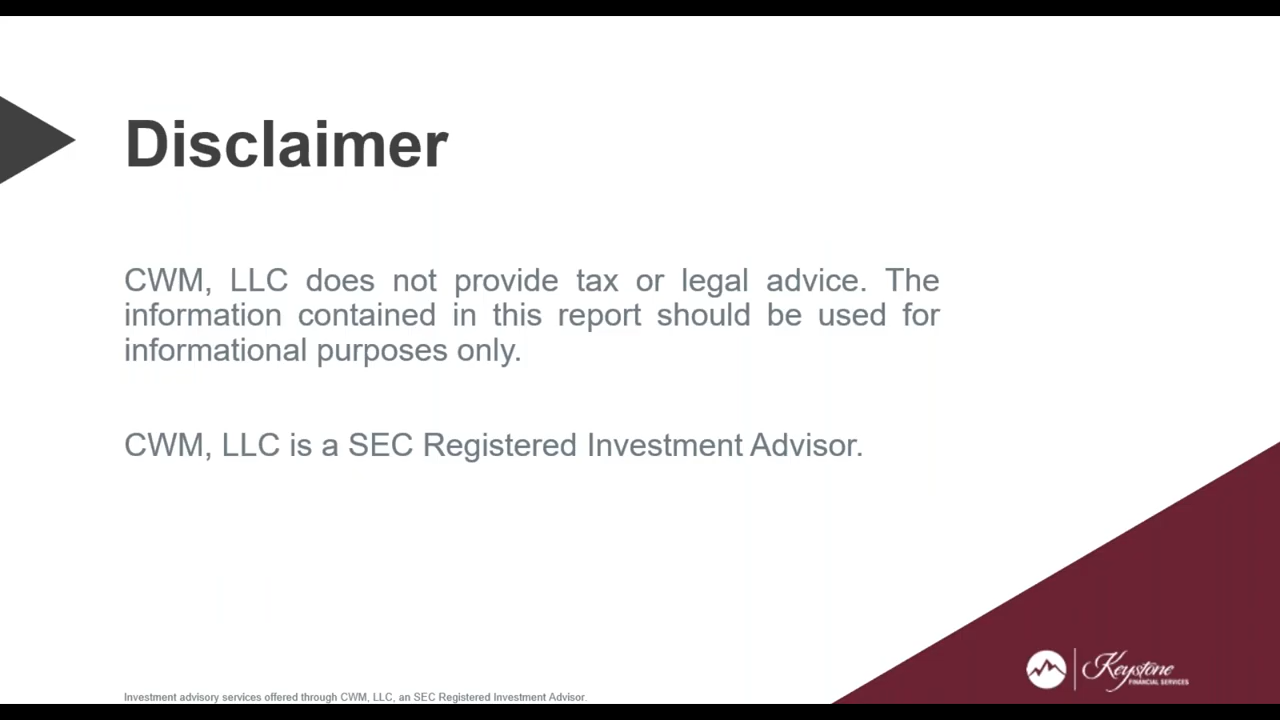 Disclaimer
CWM, LLC does not provide tax or legal advice. The
information contained in this report should be used for
informational purposes only.
CWM, LLC is a SEC Registered Investment Advisor.
Keystone
FINANCIAL SERVICES
Investment advisory services offered through CWM, LLC, an SEC Registered Investment Advisor.